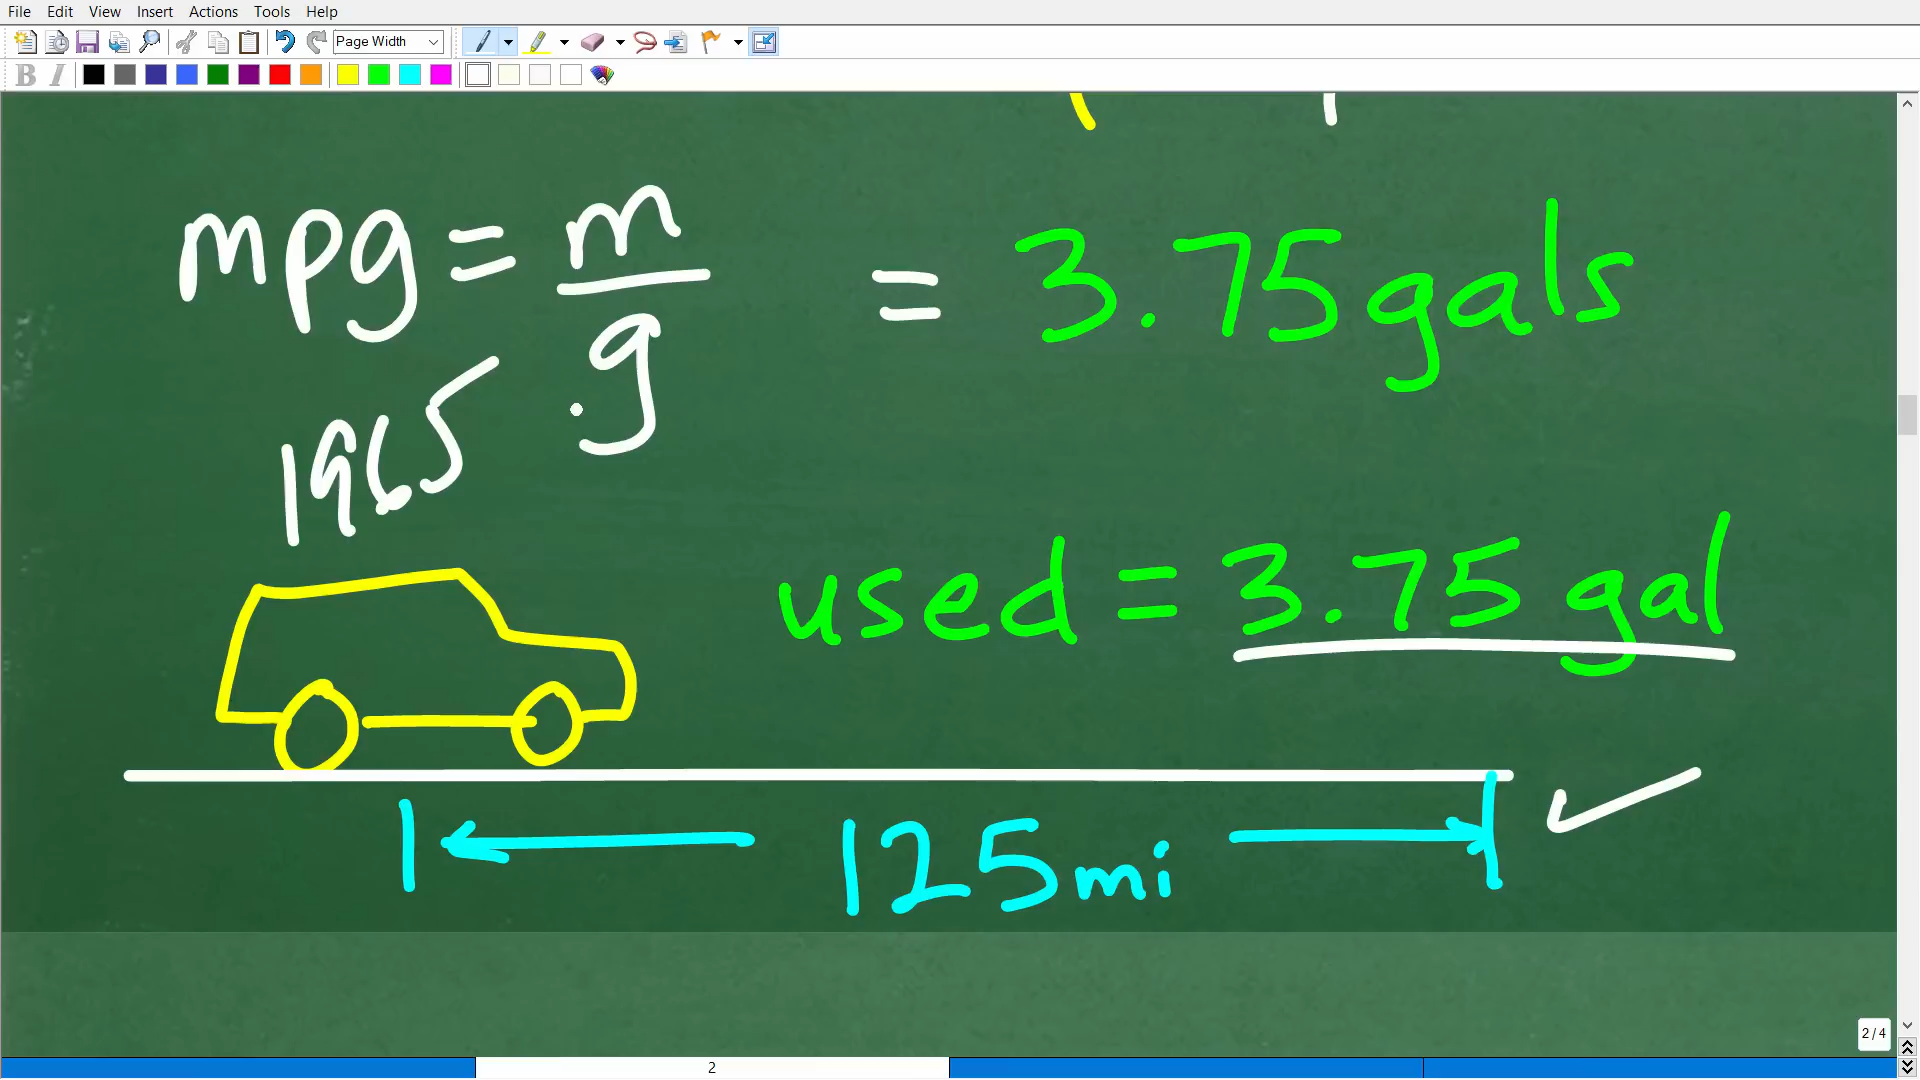 File Edit View Insert Actions Tools Help
Page Width
B I
mpg = m/g = 3.75 gals
1965
used = 3.75 gal
125 mi
2 / 4
2